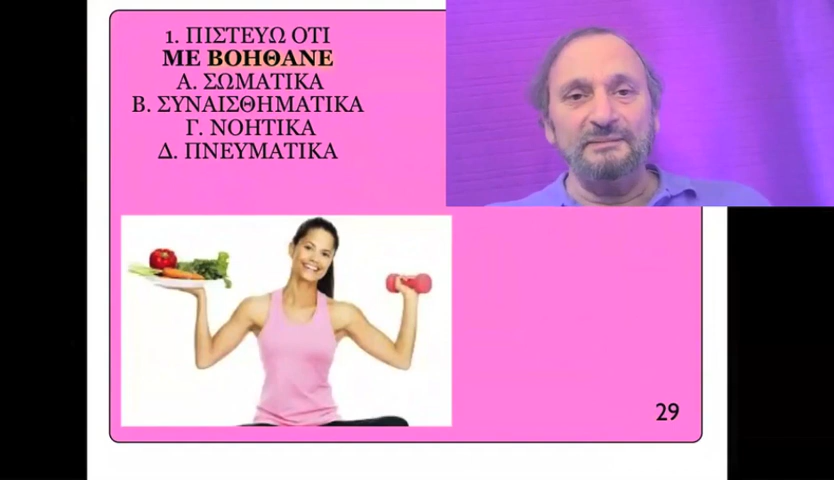 1. ΠΙΣΤΕΥΩ ΟΤΙ
ΜΕ ΒΟΗΘΑΝΕ
Α. ΣΩΜΑΤΙΚΑ
Β. ΣΥΝΑΙΣΘΗΜΑΤΙΚΑ
Γ. ΝΟΗΤΙΚΑ
Δ. ΠΝΕΥΜΑΤΙΚΑ
29